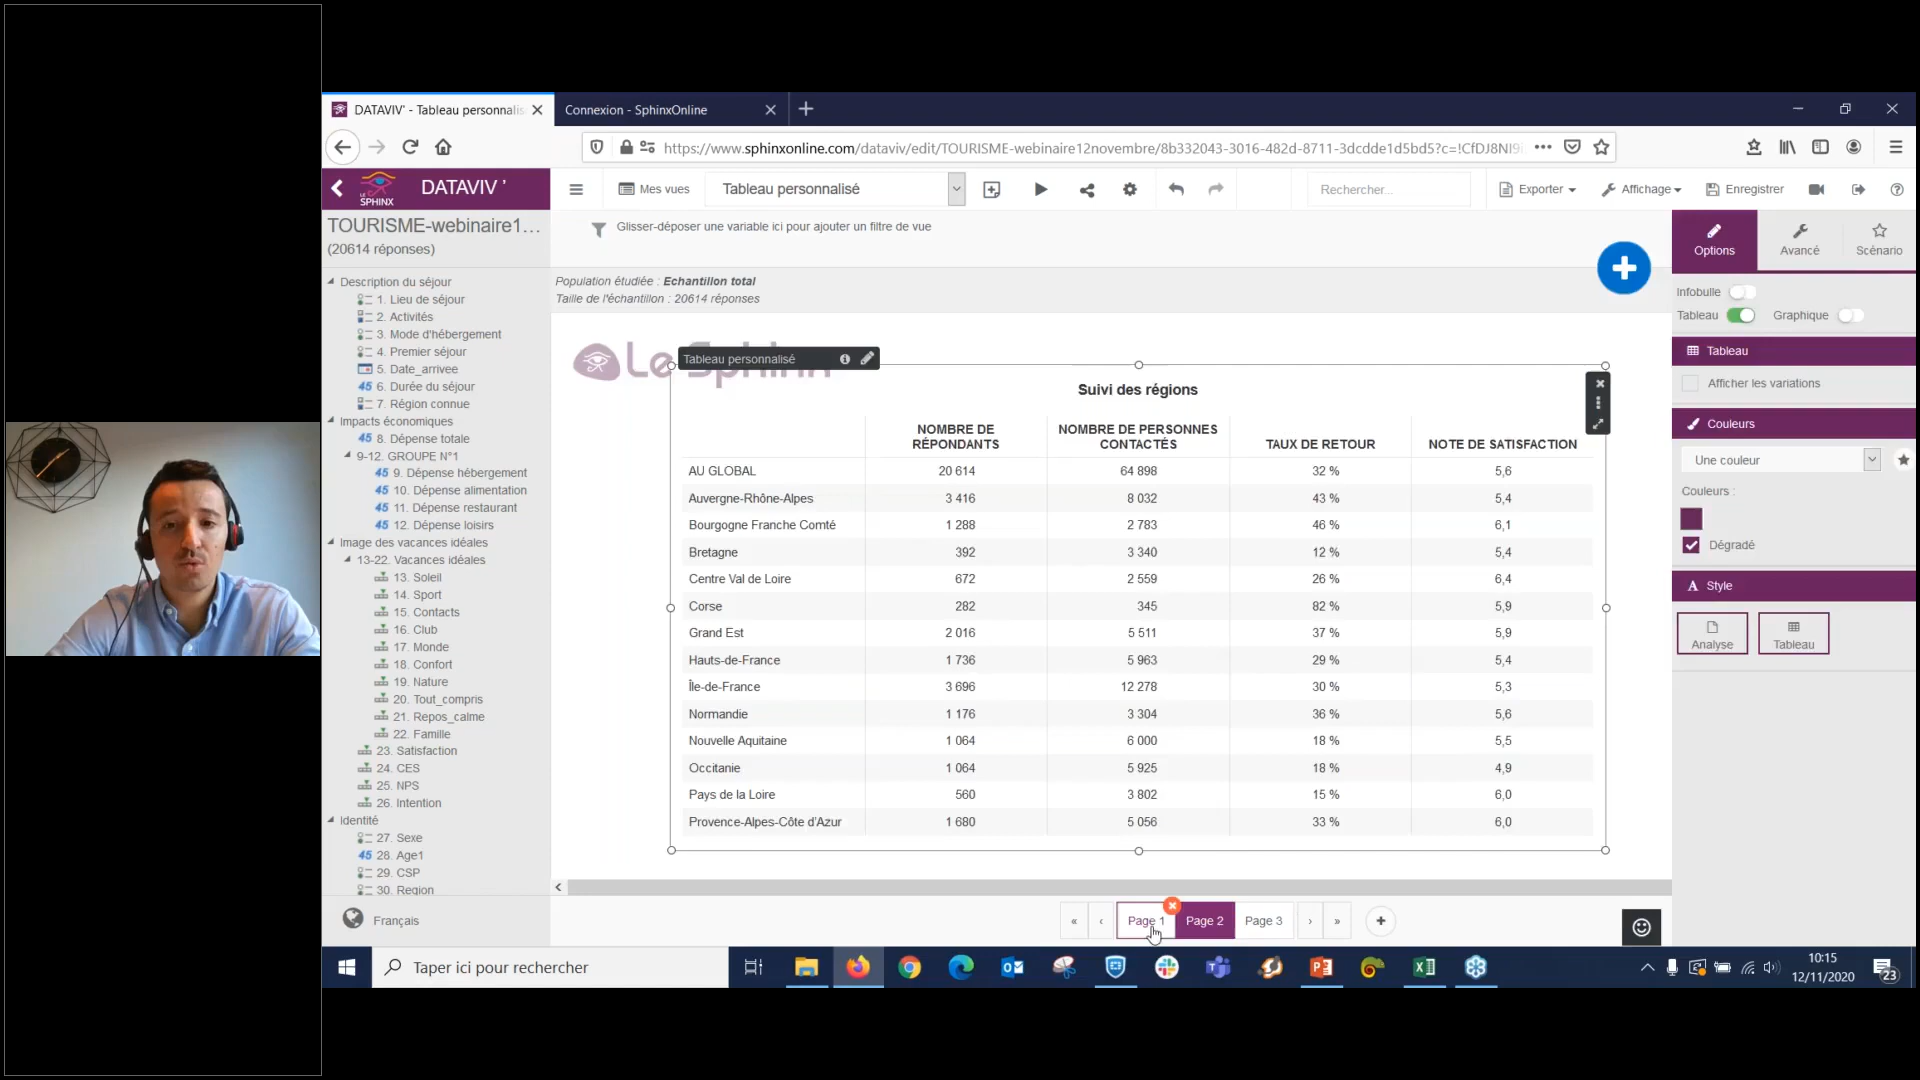 DATAVIV' - Tableau personnalis
Connexion - SphinxOnline
https://www.sphinxonline.com/dataviv/edit/TOURISME-webinaire12novembre/8b332043-3016-482d-8711-3dcdde1d5bd5?c=!CfDJ8NI9i
LE SPHINX
DATAVIV '
Mes vues
Tableau personnalisé
Rechercher...
Exporter
Affichage
Enregistrer
TOURISME-webinaire1...
(20614 réponses)
Glisser-déposer une variable ici pour ajouter un filtre de vue
Population étudiée : Echantillon total
Taille de l'échantillon : 20614 réponses
Description du séjour
1. Lieu de séjour
2. Activités
3. Mode d'hébergement
4. Premier séjour
5. Date_arrivee
45 6. Durée du séjour
7. Région connue
Impacts économiques
45 8. Dépense totale
9-12. GROUPE N°1
45 9. Dépense hébergement
45 10. Dépense alimentation
45 11. Dépense restaurant
45 12. Dépense loisirs
Image des vacances idéales
13-22. Vacances idéales
13. Soleil
14. Sport
15. Contacts
16. Club
17. Monde
18. Confort
19. Nature
20. Tout_compris
21. Repos_calme
22. Famille
23. Satisfaction
24. CES
25. NPS
26. Intention
Identité
27. Sexe
45 28. Age1
29. CSP
30. Region
Français
Le Sphinx
Tableau personnalisé
Suivi des régions
NOMBRE DE RÉPONDANTS NOMBRE DE PERSONNES CONTACTÉS TAUX DE RETOUR NOTE DE SATISFACTION
AU GLOBAL 20 614 64 898 32 % 5,6
Auvergne-Rhône-Alpes 3 416 8 032 43 % 5,4
Bourgogne Franche Comté 1 288 2 783 46 % 6,1
Bretagne 392 3 340 12 % 5,4
Centre Val de Loire 672 2 559 26 % 6,4
Corse 282 345 82 % 5,9
Grand Est 2 016 5 511 37 % 5,9
Hauts-de-France 1 736 5 963 29 % 5,4
Île-de-France 3 696 12 278 30 % 5,3
Normandie 1 176 3 304 36 % 5,6
Nouvelle Aquitaine 1 064 6 000 18 % 5,5
Occitanie 1 064 5 925 18 % 4,9
Pays de la Loire 560 3 802 15 % 6,0
Provence-Alpes-Côte d'Azur 1 680 5 056 33 % 6,0
Options
Avancé
Scénario
Infobulle
Tableau
Graphique
Tableau
Afficher les variations
Couleurs
Une couleur
Couleurs :
Dégradé
A Style
Analyse
Tableau
« ‹ Page 1 Page 2 Page 3 › »
Taper ici pour rechercher
10:15
12/11/2020
23